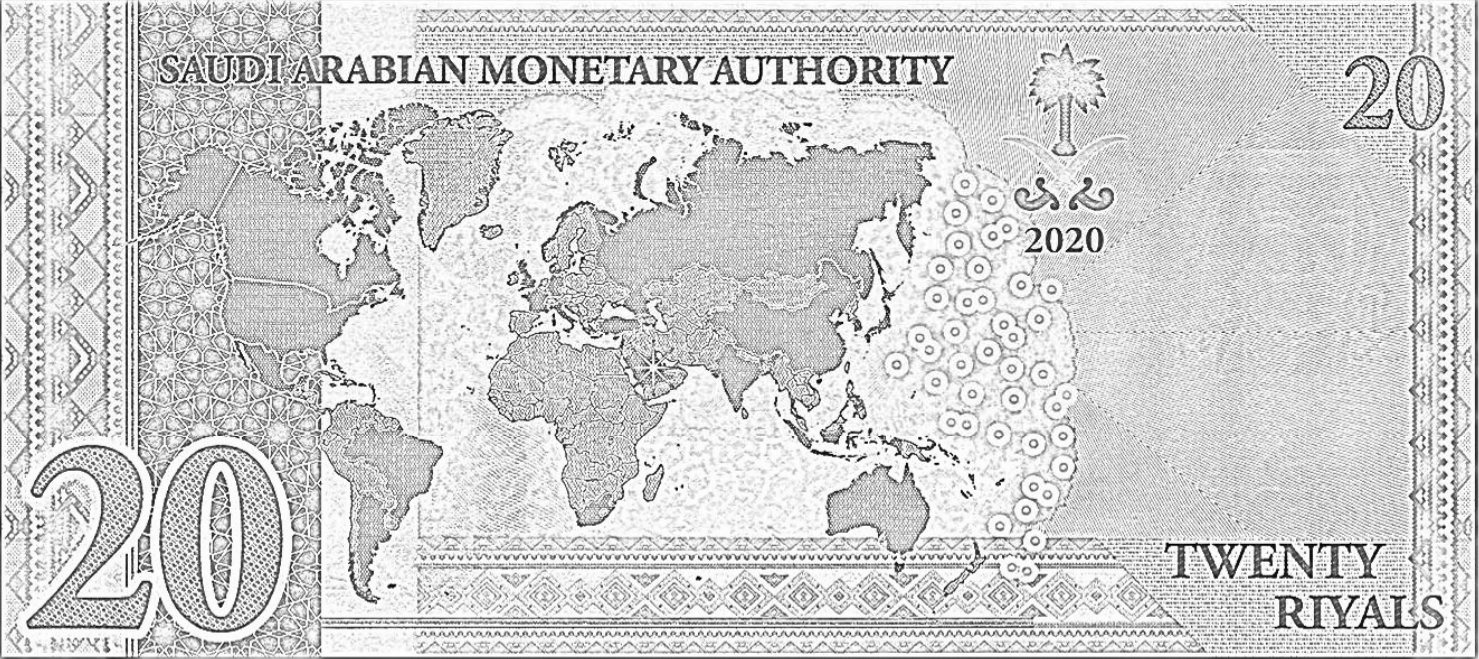 SAUDI ARABIAN MONETARY AUTHORITY
20
2020
20
TWENTY
RIYALS